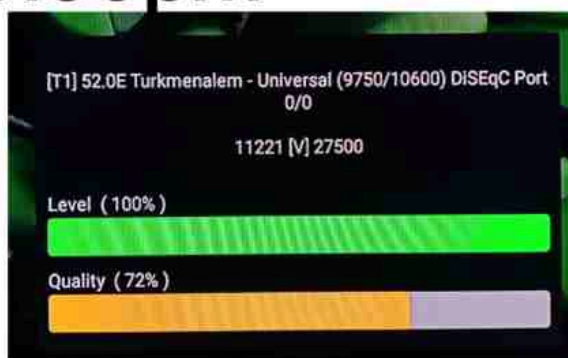 [T1] 52.0E Turkmenalem - Universal (9750/10600) DiSEqC Port
0/0
11221 [V] 27500
Level ( 100% )
Quality ( 72% )